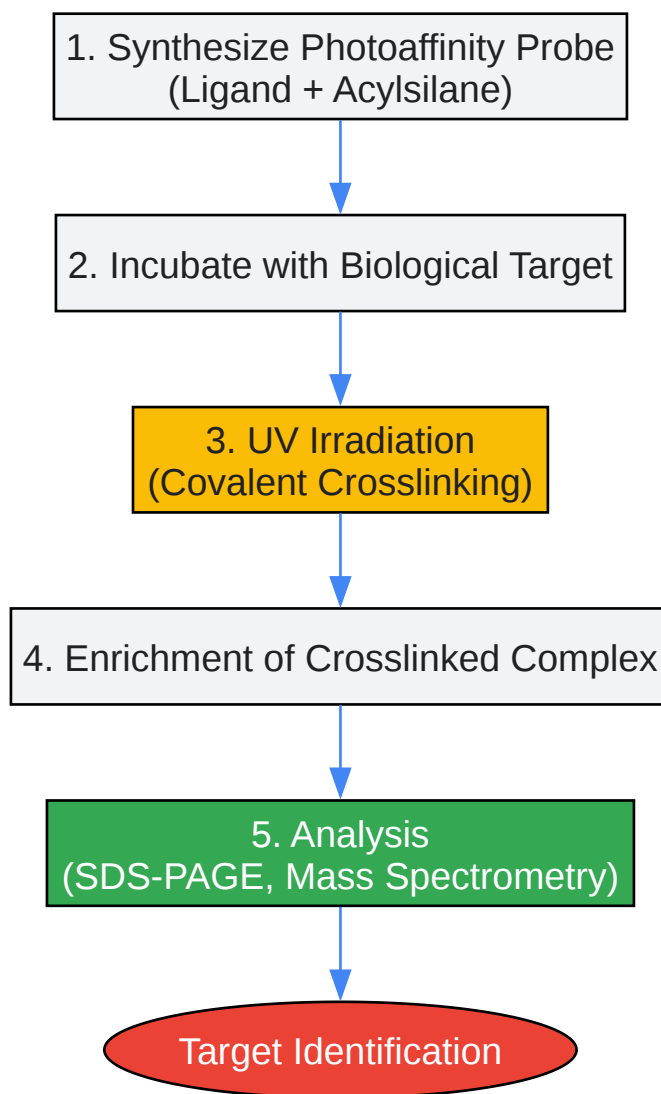 1. Synthesize Photoaffinity Probe
(Ligand + Acylsilane)
2. Incubate with Biological Target
3. UV Irradiation
(Covalent Crosslinking)
4. Enrichment of Crosslinked Complex
5. Analysis
(SDS-PAGE, Mass Spectrometry)
Target Identification